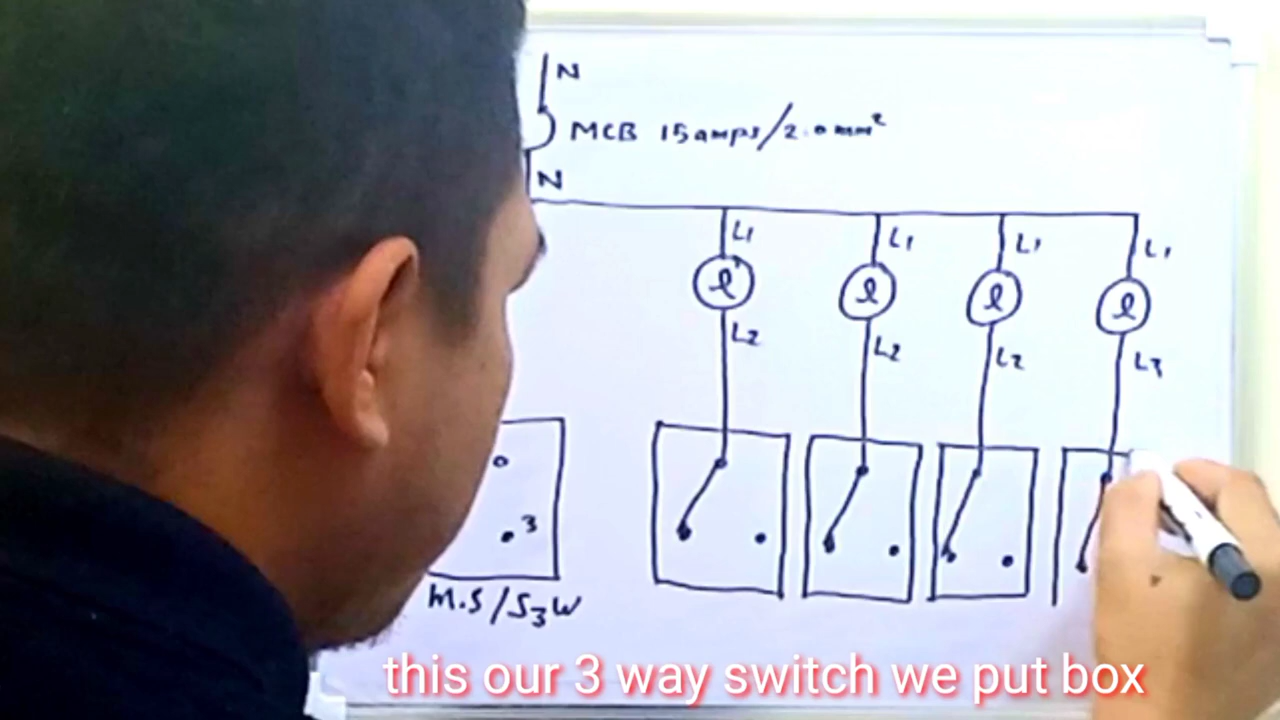 N
MCB 15amps/2.0mm²
N
L1 L1 L1 L1
l l l l
L2 L2 L2 L3
3
M.S/S3W
this our 3 way switch we put box